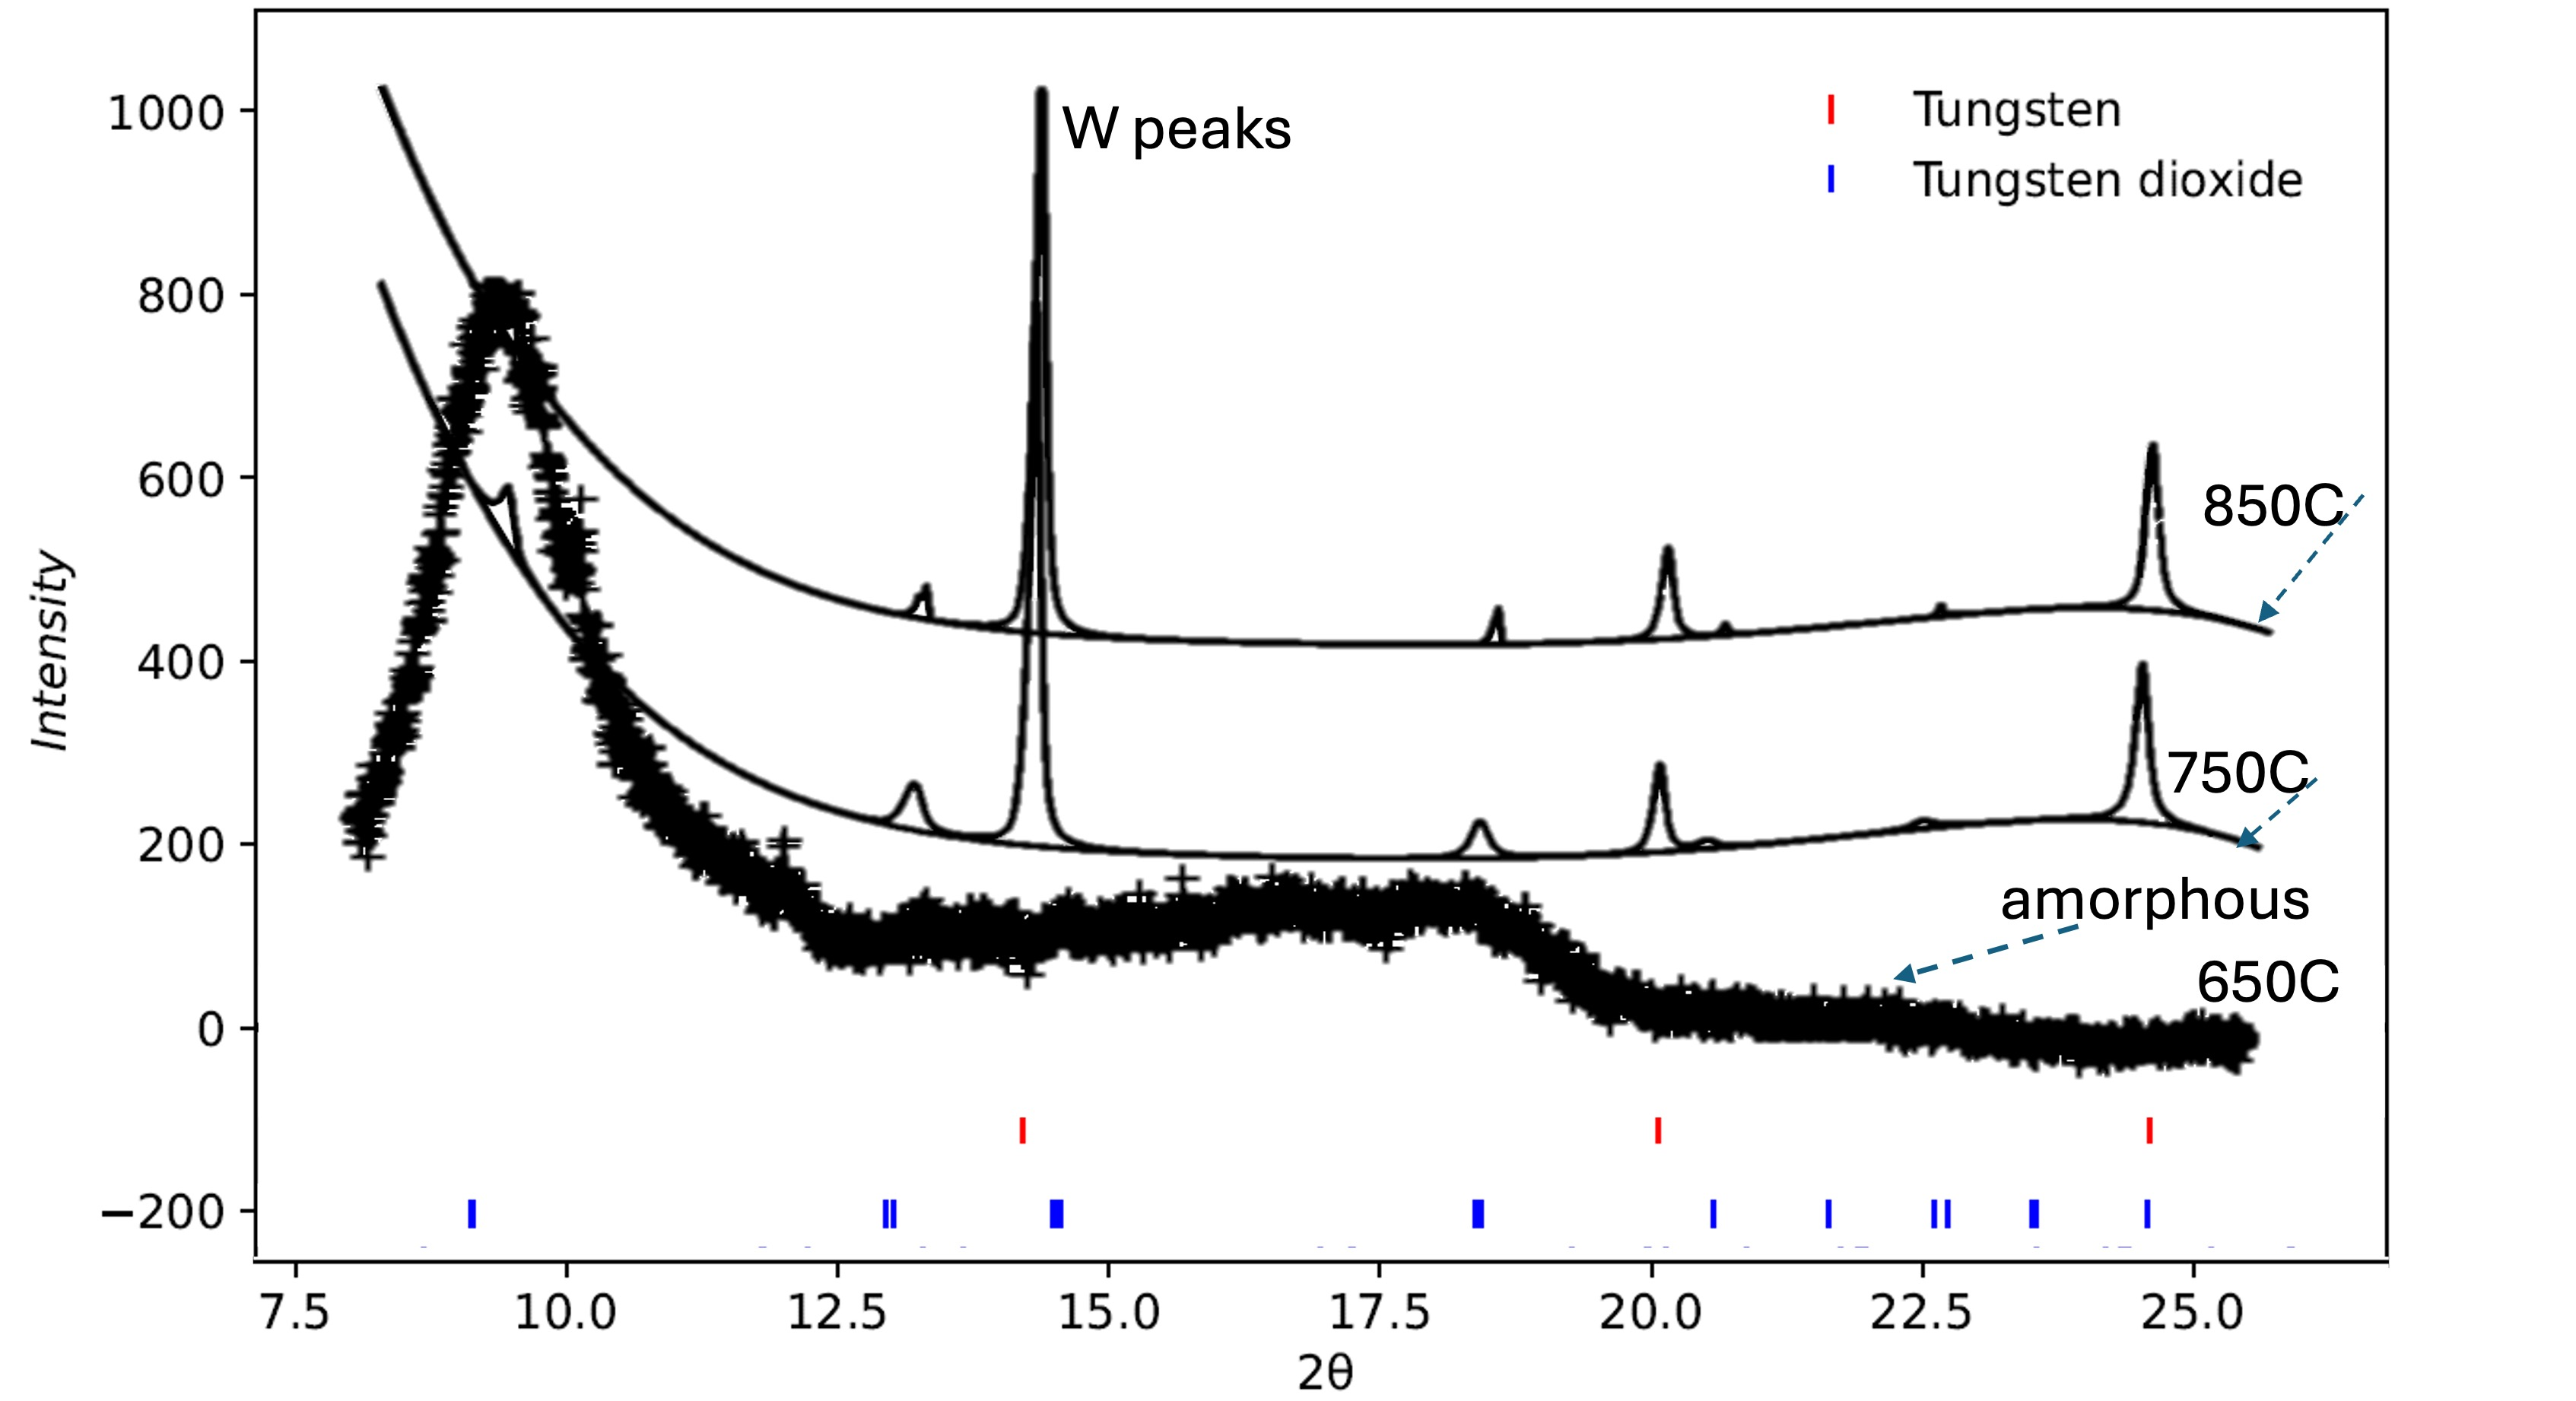 1000
800
600
400
200
0
−200
Intensity
W peaks
Tungsten
Tungsten dioxide
850C
750C
amorphous
650C
7.5 10.0 12.5 15.0 17.5 20.0 22.5 25.0
2θ